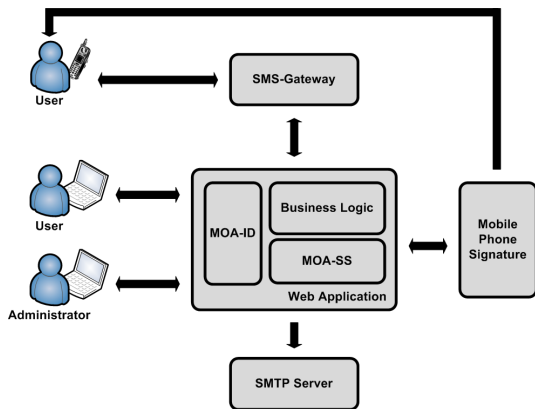 User
SMS-Gateway
User
MOA-ID
Business Logic
MOA-SS
Web Application
Mobile
Phone
Signature
Administrator
SMTP Server